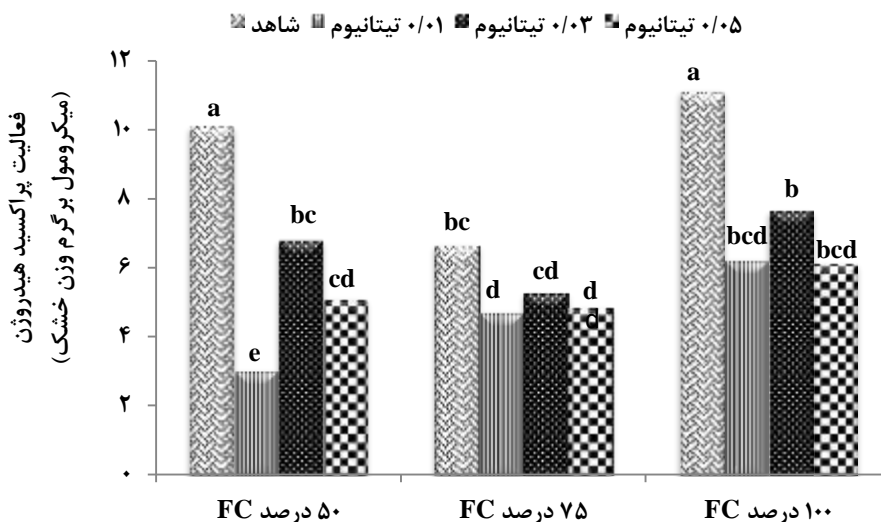 شاهد تیتانیوم ۰/۰۱ تیتانیوم ۰/۰۳ تیتانیوم ۰/۰۵
فعالیت پراکسید هیدروژن
(میکرومول بر گرم وزن خشک)
۱۲
۱۰
۸
۶
۴
۲
۰
a
e
bc
cd
bc
d
cd
d
d
a
bcd
b
bcd
۵۰ درصد FC
۷۵ درصد FC
۱۰۰ درصد FC